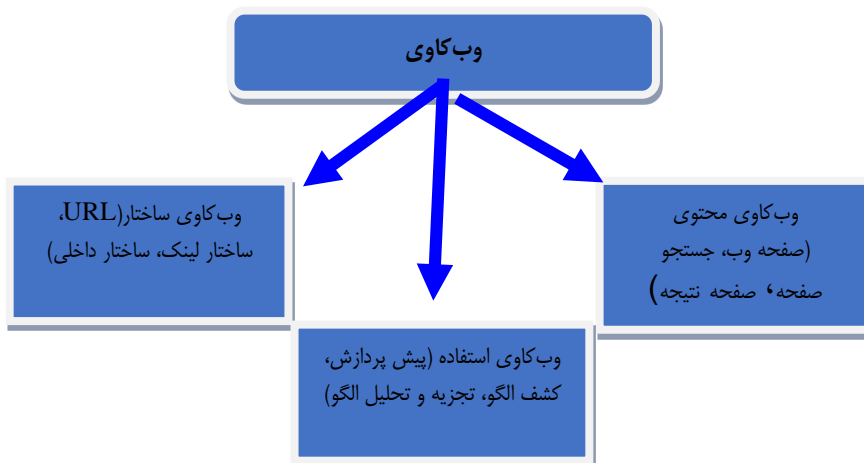 وب‌کاوی
وب‌کاوی محتوی
(صفحه وب، جستجو
صفحه، صفحه نتیجه)
وب‌کاوی ساختار(URL،
ساختار لینک، ساختار داخلی)
وب‌کاوی استفاده (پیش پردازش،
کشف الگو، تجزیه و تحلیل الگو)